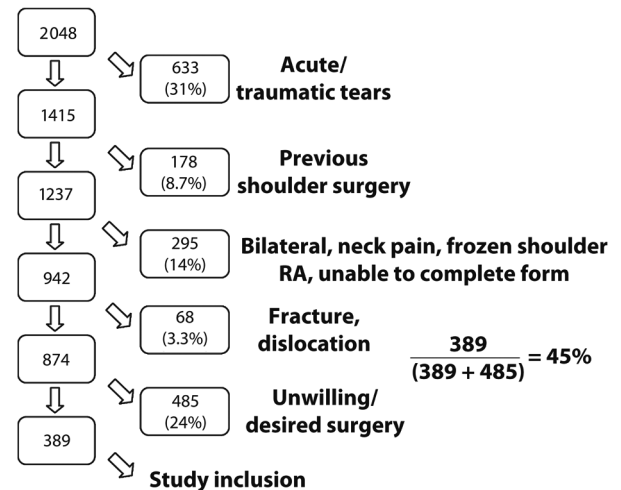 2048
633
(31%)
Acute/
traumatic tears
1415
178
(8.7%)
Previous
shoulder surgery
1237
295
(14%)
Bilateral, neck pain, frozen shoulder
RA, unable to complete form
942
68
(3.3%)
Fracture,
dislocation
874
389
(389 + 485)
= 45%
485
(24%)
Unwilling/
desired surgery
389
Study inclusion